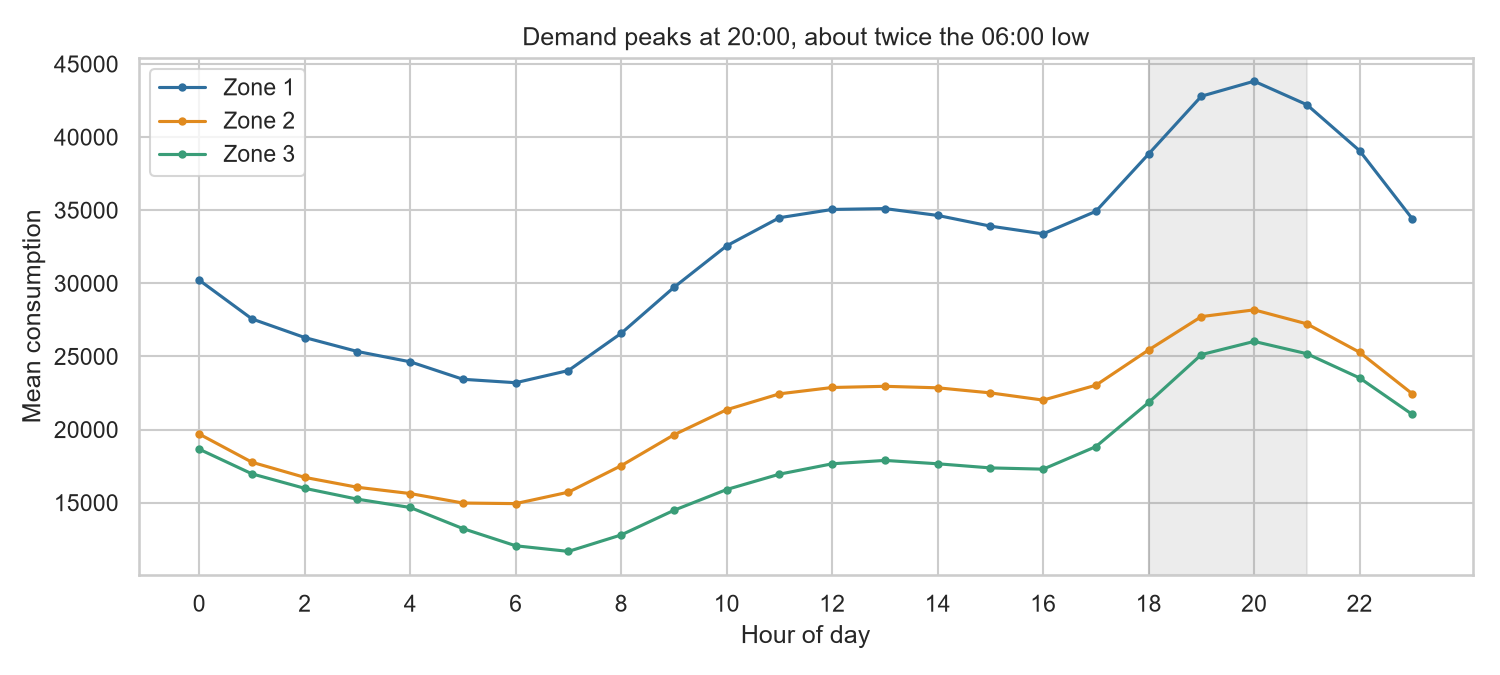 Demand peaks at 20:00, about twice the 06:00 low
45000
40000
35000
30000
25000
20000
15000
Mean consumption
Zone 1
Zone 2
Zone 3
0 2 4 6 8 10 12 14 16 18 20 22
Hour of day